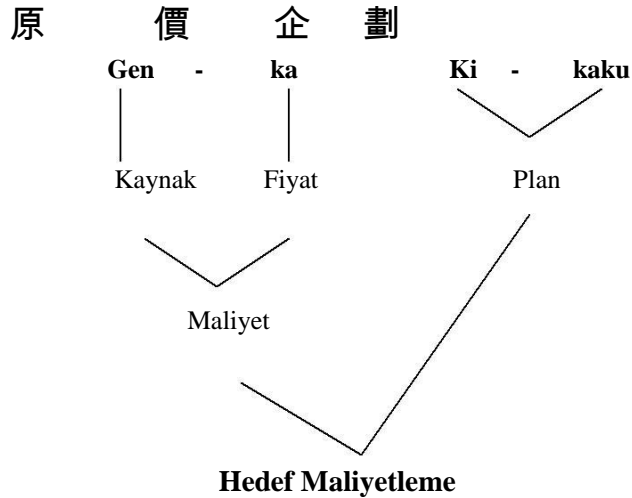 原 價 企 劃
Gen - ka Ki - kaku
Kaynak Fiyat Plan
Maliyet
Hedef Maliyetleme